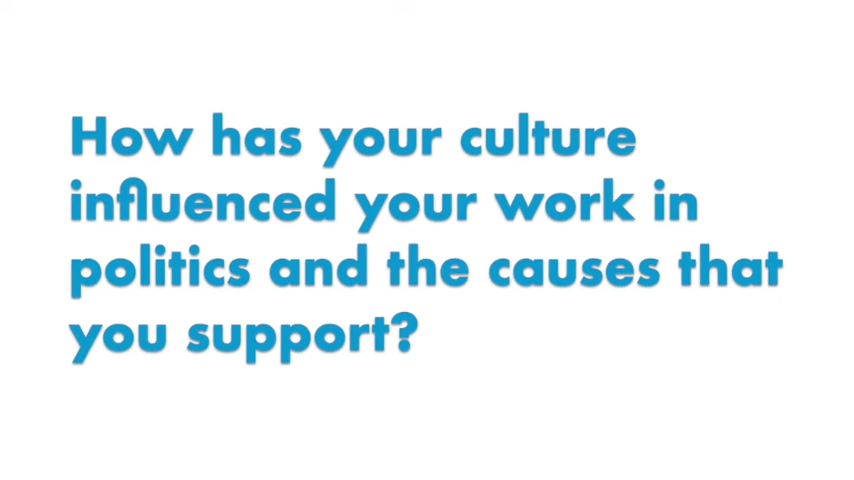 How has your culture
influenced your work in
politics and the causes that
you support?